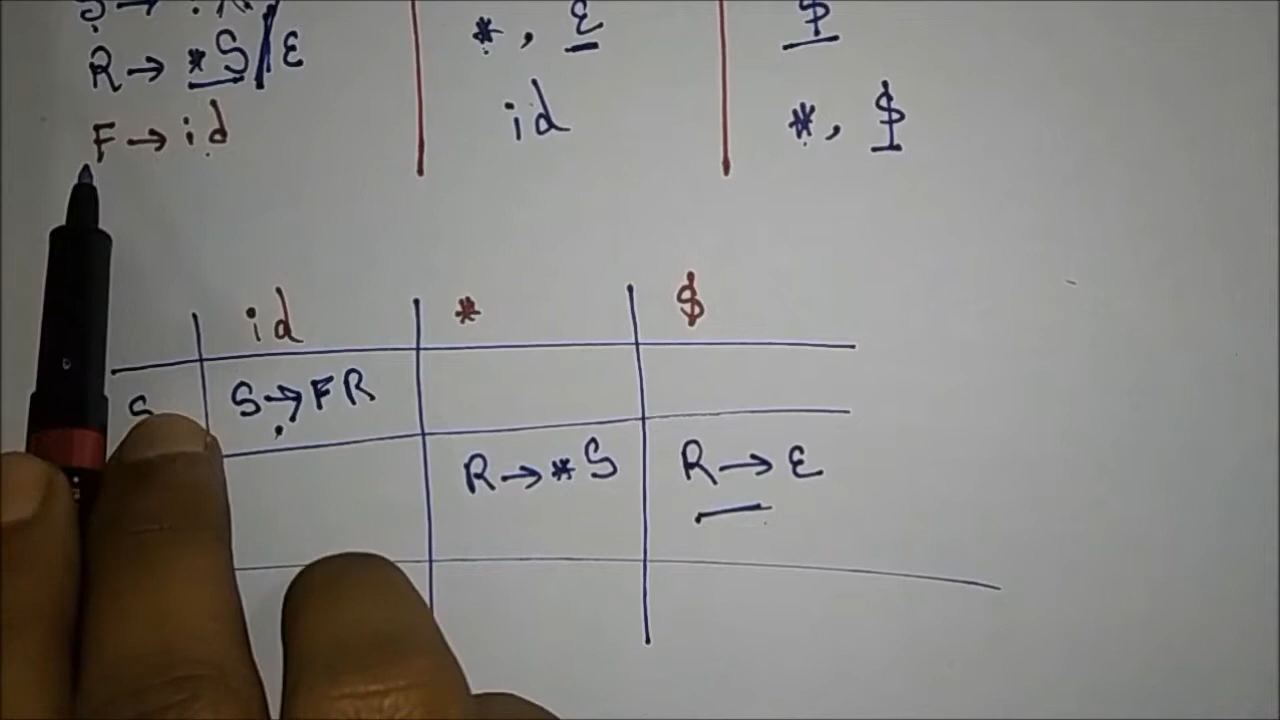 S →
R → *S/ε *, ε $
F → id id *, $
id * $
S S → FR
R → *S R → ε